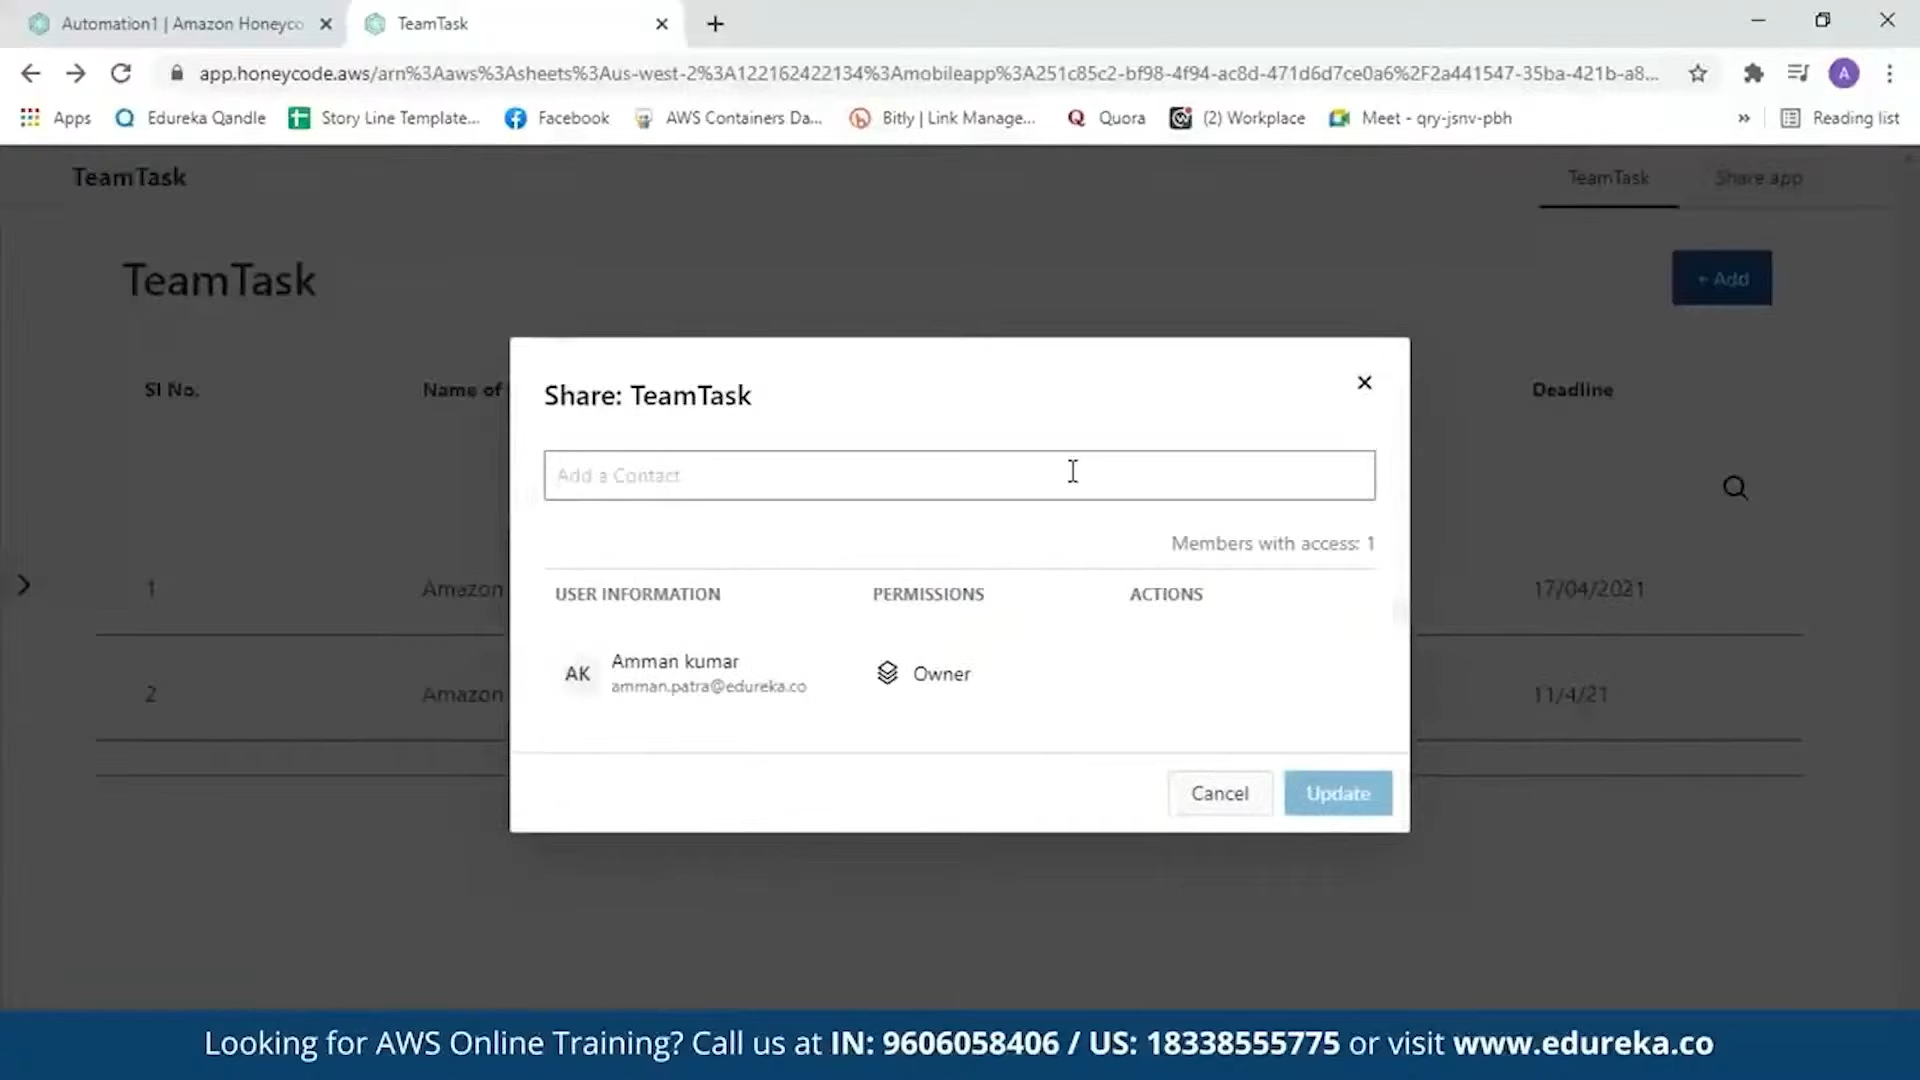 Automation1 | Amazon Honeyco
TeamTask
app.honeycode.aws/arn%3Aaws%3Asheets%3Aus-west-2%3A122162422134%3Amobileapp%3A251c85c2-bf98-4f94-ac8d-471d6d7ce0a6%2F2a441547-35ba-421b-a8...
A
Apps
Edureka Qandle
Story Line Template...
Facebook
AWS Containers Da...
Bitly | Link Manage...
Quora
(2) Workplace
Meet - qry-jsnv-pbh
»
Reading list
TeamTask
TeamTask
Share app
TeamTask
+ Add
SI No.
Name of
Deadline
Share: TeamTask
Add a Contact
Members with access: 1
USER INFORMATION
PERMISSIONS
ACTIONS
1
Amazon
17/04/2021
AK
Amman kumar
amman.patra@edureka.co
Owner
2
Amazon
11/4/21
Cancel
Update
Looking for AWS Online Training? Call us at IN: 9606058406 / US: 18338555775 or visit www.edureka.co